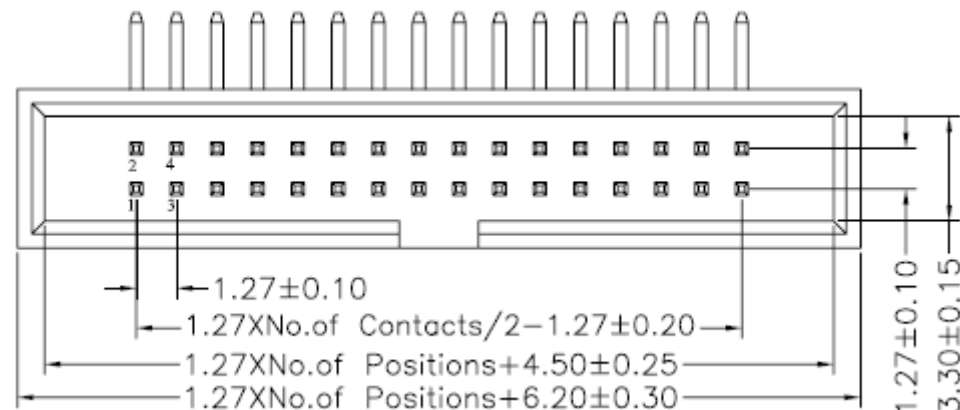 2 4
1 3
1.27±0.10
1.27XNo.of Contacts/2-1.27±0.20
1.27XNo.of Positions+4.50±0.25
1.27XNo.of Positions+6.20±0.30
1.27±0.10
3.30±0.15